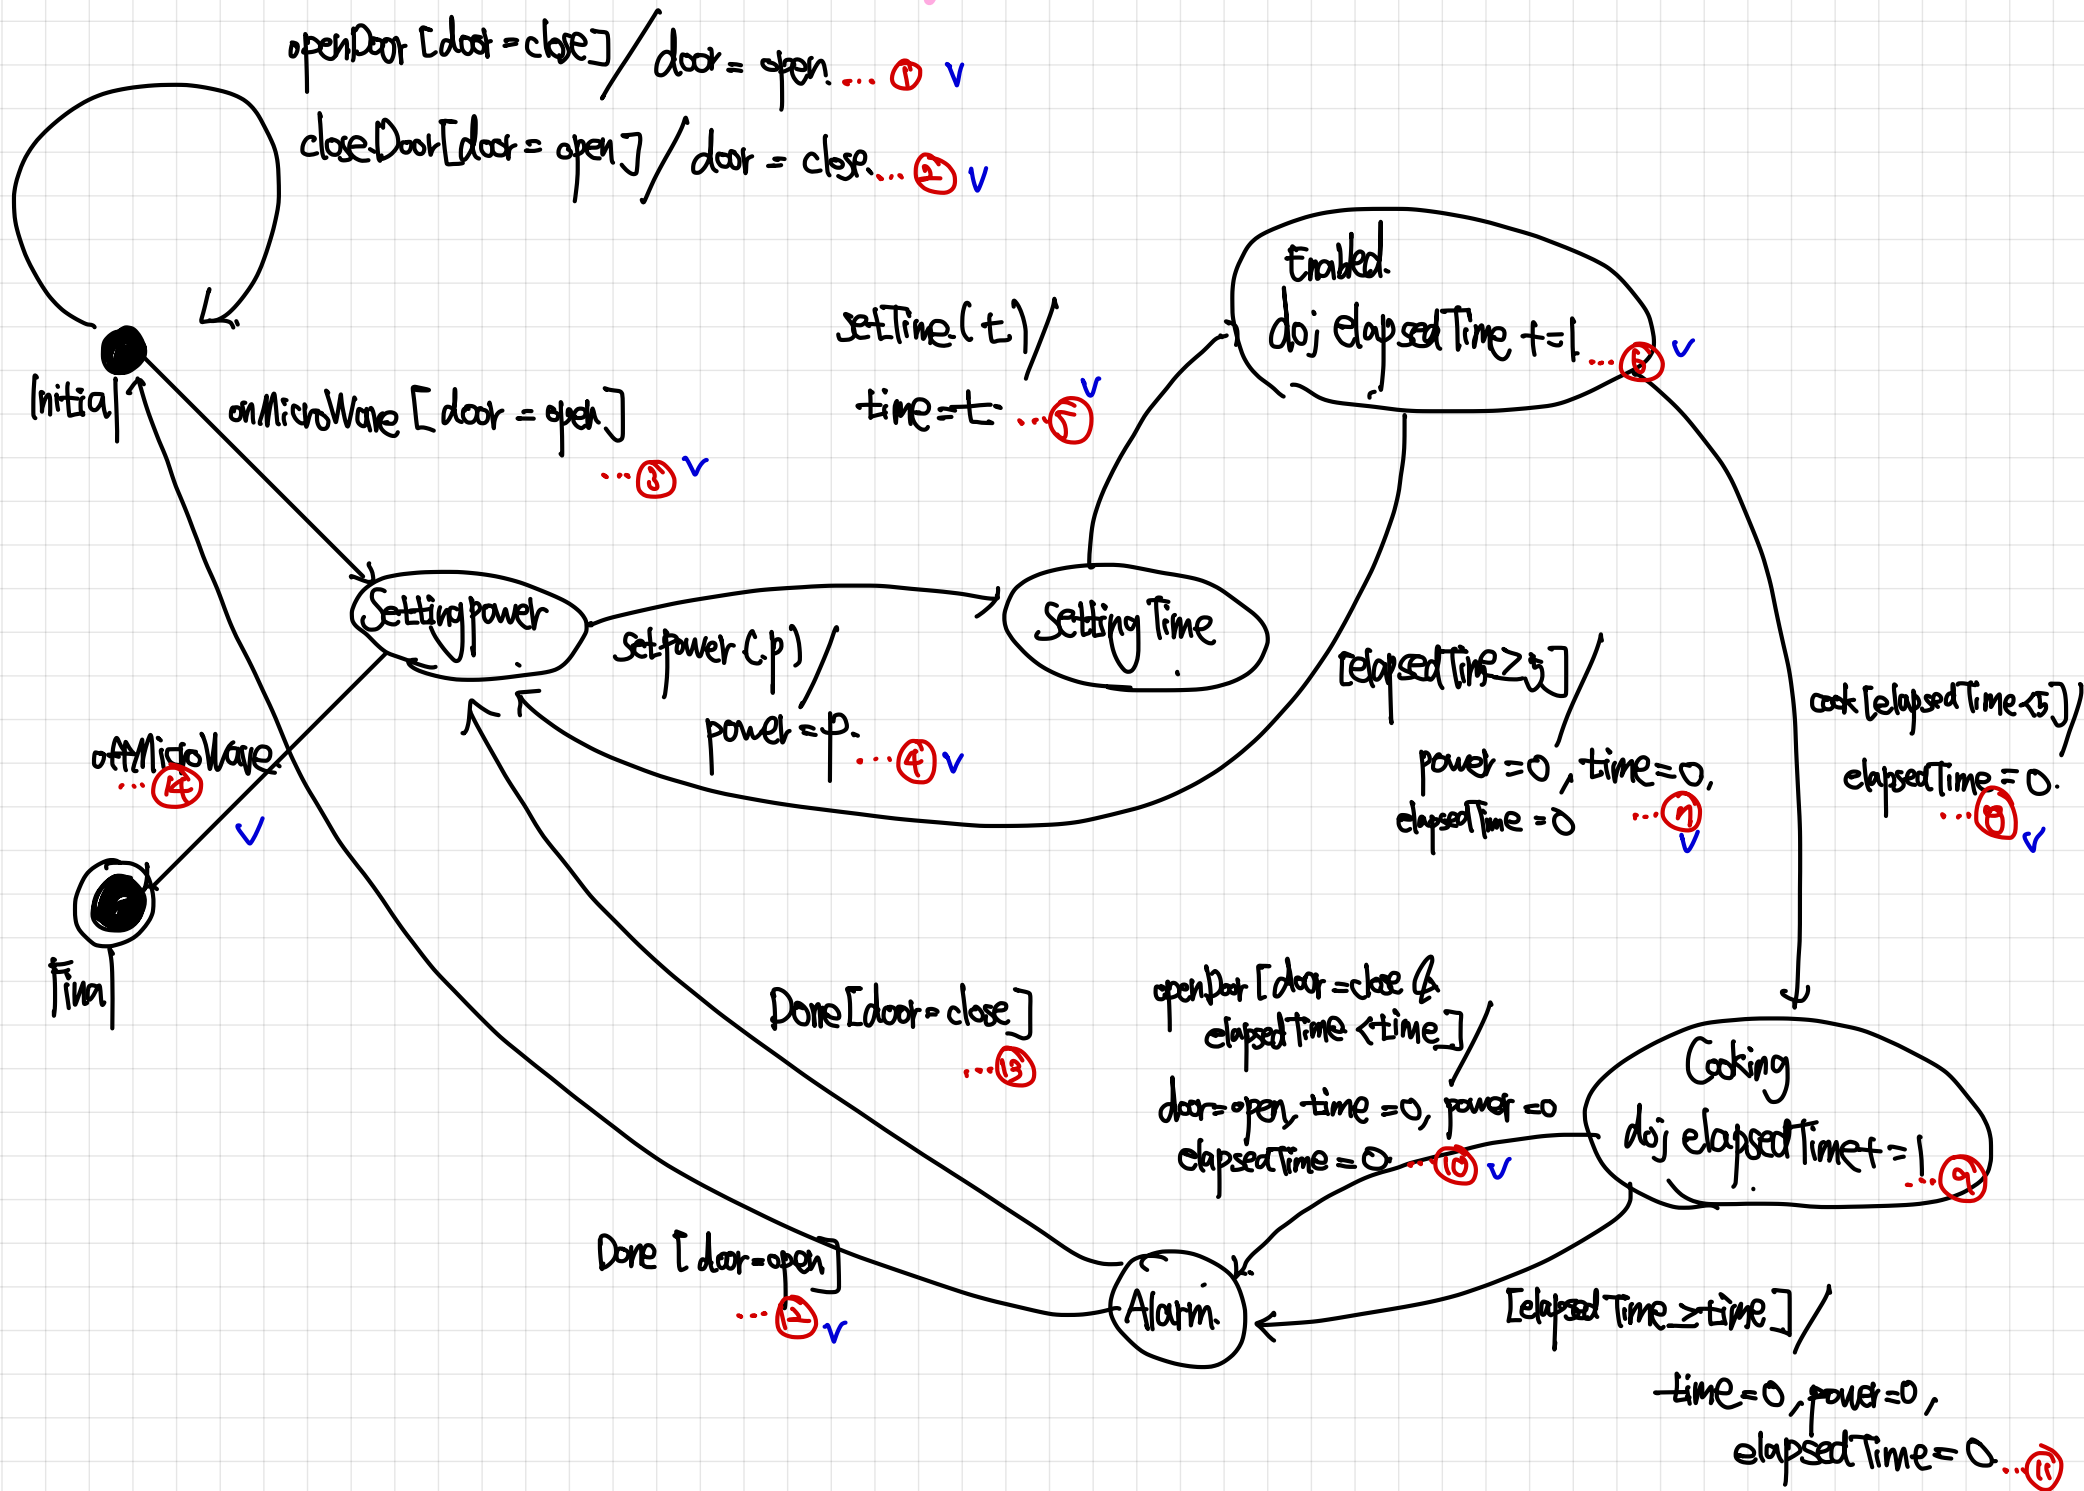 openDoor [door = close] / door = open. .... ① V
closeDoor [door = open] / door = close. .... ② V
Initial
onMicroWave [door = open]
... ③ V
setTime (t) /
time = t. ... ⑤ V
Enabled.
do; elapsedTime += 1. .... ⑥ V
Setting power
setpower (p) /
power = p.
.... ④ V
Setting Time
[elapsedTime ≥ 5] /
power = 0, time = 0,
elapsedTime = 0 ... ⑦ V
cook [elapsedTime < 5] /
elapsedTime = 0.
... ⑧ V
offMicroWave.
... ⑭
V
Final
Done [door = close]
... ⑬
openDoor [door = close &
elapsedTime < time] /
door = open, time = 0, power = 0
elapsedTime = 0. ... ⑩ V
Cooking
do; elapsedTime += 1
... ⑨
Done [door = open]
... ⑫ V
Alarm.
[elapsed Time ≥ time] /
time = 0, power = 0,
elapsedTime = 0. ... ⑪